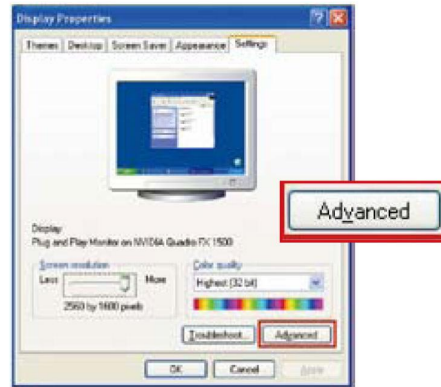 Display Properties
Themes Desktop Screen Saver Appearance Settings
Display:
Plug and Play Monitor on NVIDIA Quadro FX 1500
Screen resolution
Less More
2560 by 1600 pixels
Color quality
Highest (32 bit)
Troubleshoot... Advanced
OK Cancel Apply
Advanced